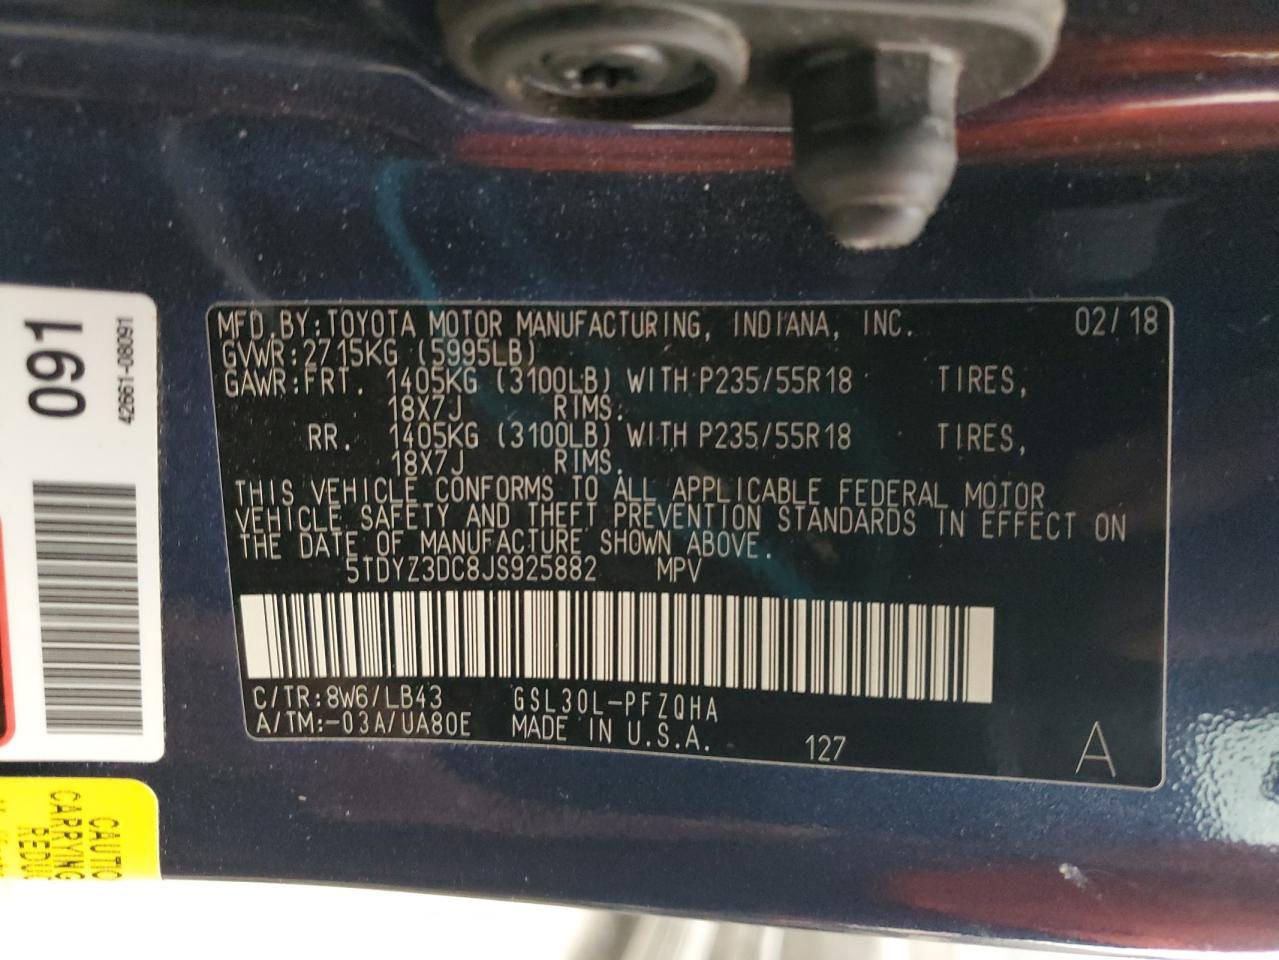 MFD.BY:TOYOTA MOTOR MANUFACTURING, INDIANA, INC. 02/18
GVWR:2715KG (5995LB)
GAWR:FRT. 1405KG (3100LB) WITH P235/55R18 TIRES,
18X7J RIMS.
RR. 1405KG (3100LB) WITH P235/55R18 TIRES,
18X7J RIMS.
THIS VEHICLE CONFORMS TO ALL APPLICABLE FEDERAL MOTOR
VEHICLE SAFETY AND THEFT PREVENTION STANDARDS IN EFFECT ON
THE DATE OF MANUFACTURE SHOWN ABOVE.
5TDYZ3DC8JS925882 MPV
C/TR:8W6/LB43 GSL30L-PFZQHA
A/TM:-03A/UA80E MADE IN U.S.A. 127 A
091
42661-08091
CAUTIO
CARRYING
REDUC